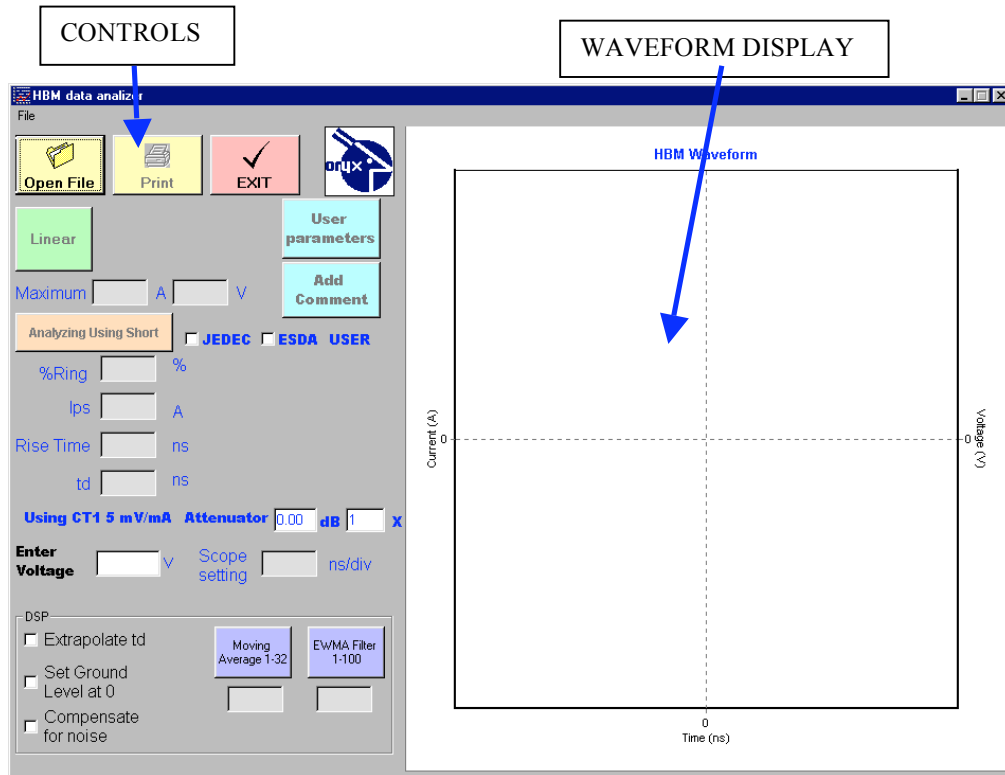 CONTROLS
WAVEFORM DISPLAY
HBM data analizer
File
Open File
Print
EXIT
oryx
Linear
User
parameters
Add
Comment
Maximum A V
Analyzing Using Short
JEDEC ESDA USER
%Ring %
Ips A
Rise Time ns
td ns
Using CT1 5 mV/mA Attenuator 0.00 dB 1 X
Enter
Voltage V
Scope
setting ns/div
DSP
Extrapolate td
Set Ground
Level at 0
Compensate
for noise
Moving
Average 1-32
EWMA Filter
1-100
HBM Waveform
Current (A)
0
0
Voltage (V)
0
Time (ns)